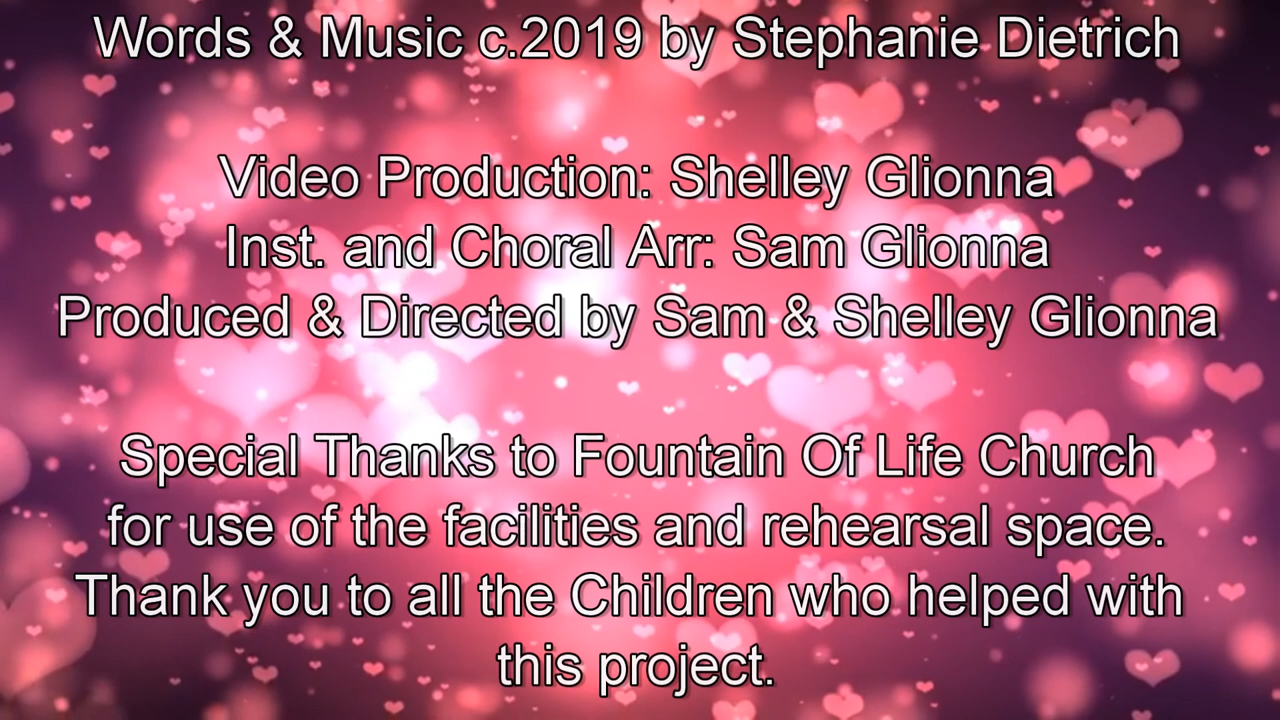 Words & Music c.2019 by Stephanie Dietrich
Video Production: Shelley Glionna
Inst. and Choral Arr: Sam Glionna
Produced & Directed by Sam & Shelley Glionna
Special Thanks to Fountain Of Life Church
for use of the facilities and rehearsal space.
Thank you to all the Children who helped with
this project.